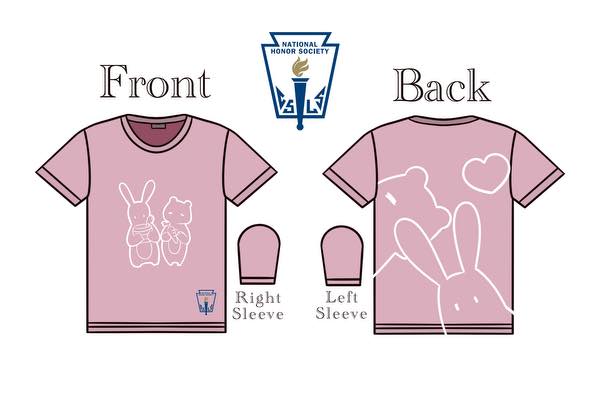 NATIONAL
HONOR SOCIETY
C
S
L
S
Front
Back
Right
Sleeve
Left
Sleeve